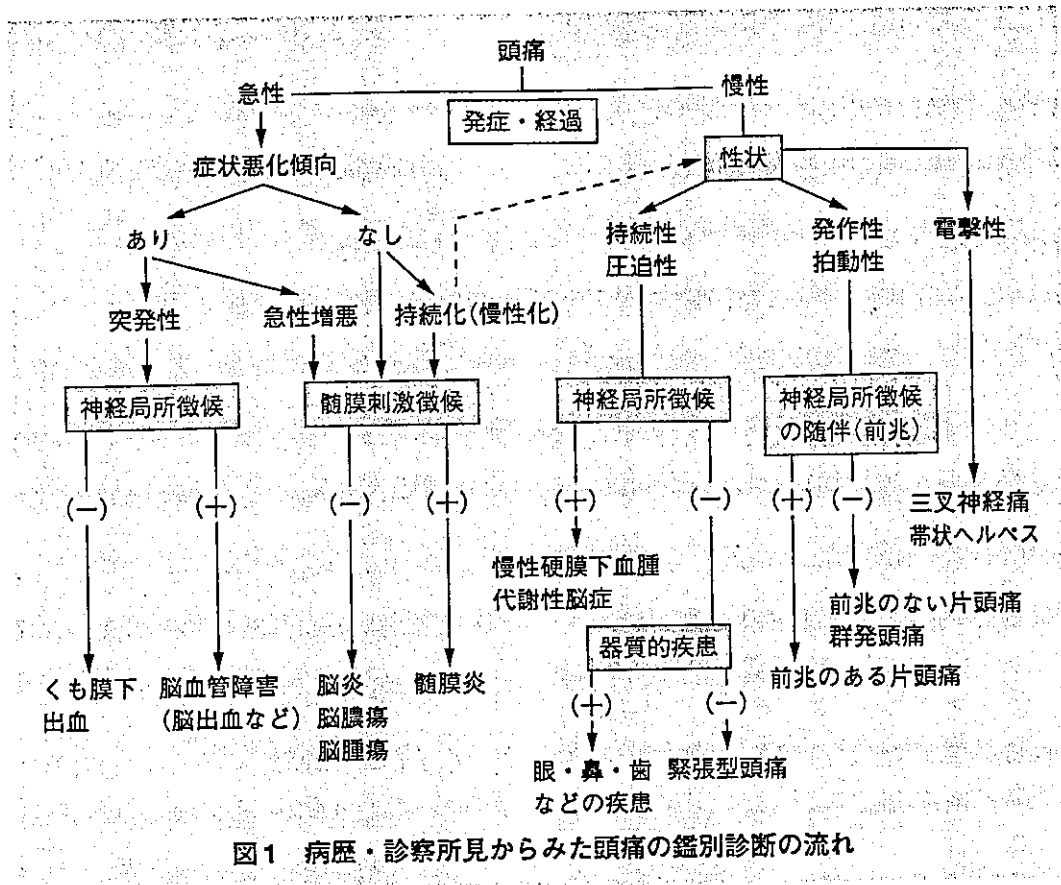 頭痛
急性
慢性
発症・経過
症状悪化傾向
性状
あり
なし
持続性
圧迫性
発作性
拍動性
電撃性
突発性
急性増悪
持続化(慢性化)
神経局所徴候
髄膜刺激徴候
神経局所徴候
神経局所徴候
の随伴(前兆)
(−)
(+)
(−)
(+)
(+)
(−)
(+)
(−)
三叉神経痛
帯状ヘルペス
慢性硬膜下血腫
代謝性脳症
前兆のない片頭痛
群発頭痛
器質的疾患
前兆のある片頭痛
くも膜下
出血
脳血管障害
(脳出血など)
脳炎
脳膿瘍
脳腫瘍
髄膜炎
(+)
(−)
眼・鼻・歯
などの疾患
緊張型頭痛
図1 病歴・診察所見からみた頭痛の鑑別診断の流れ